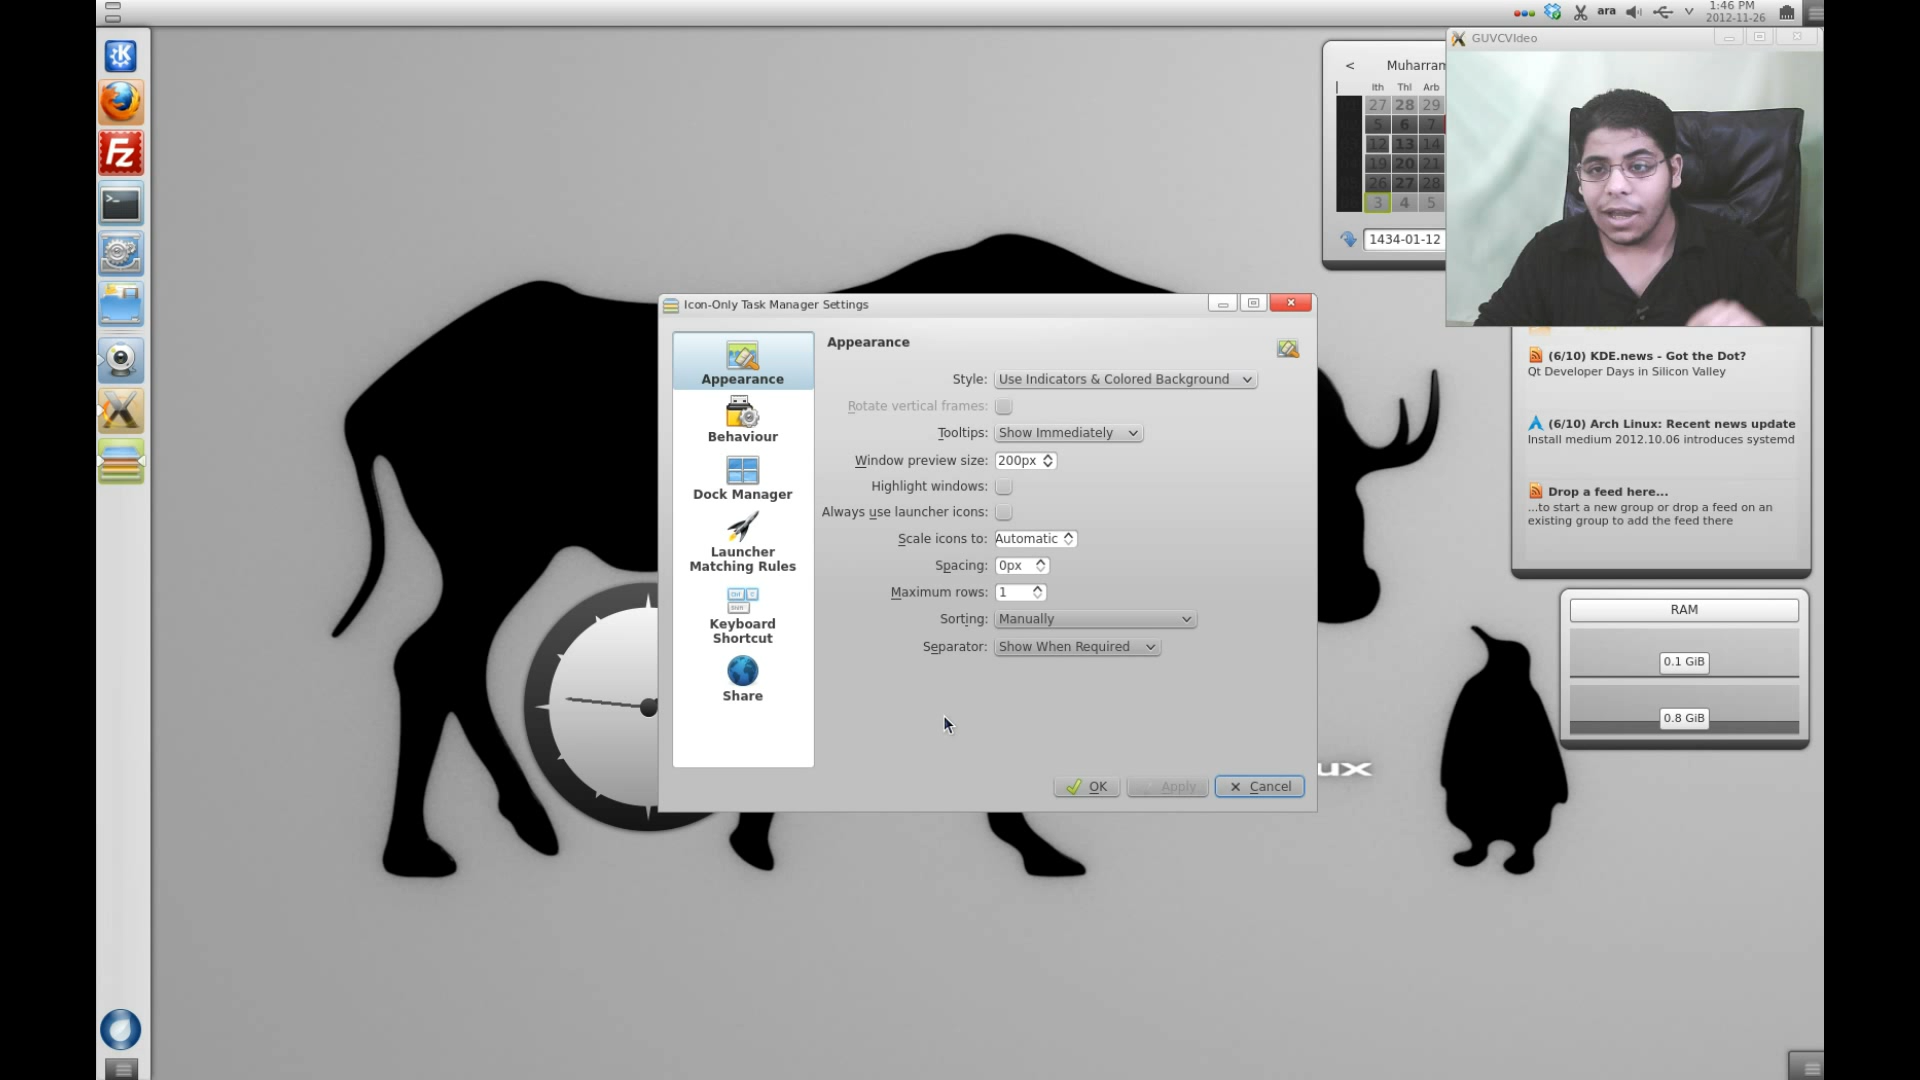 ara
1:46 PM
2012-11-26
GUVCVIdeo
< Muharram
Ith Thl Arb
27 28 29
5 6 7
12 13 14
19 20 21
26 27 28
3 4 5
1434-01-12
Icon-Only Task Manager Settings
Appearance
Behaviour
Dock Manager
Launcher
Matching Rules
Keyboard
Shortcut
Share
Appearance
Style: Use Indicators & Colored Background
Rotate vertical frames:
Tooltips: Show Immediately
Window preview size: 200px
Highlight windows:
Always use launcher icons:
Scale icons to: Automatic
Spacing: 0px
Maximum rows: 1
Sorting: Manually
Separator: Show When Required
OK
Apply
Cancel
(6/10) KDE.news - Got the Dot?
Qt Developer Days in Silicon Valley
(6/10) Arch Linux: Recent news update
Install medium 2012.10.06 introduces systemd
Drop a feed here...
...to start a new group or drop a feed on an
existing group to add the feed there
RAM
0.1 GiB
0.8 GiB
ux